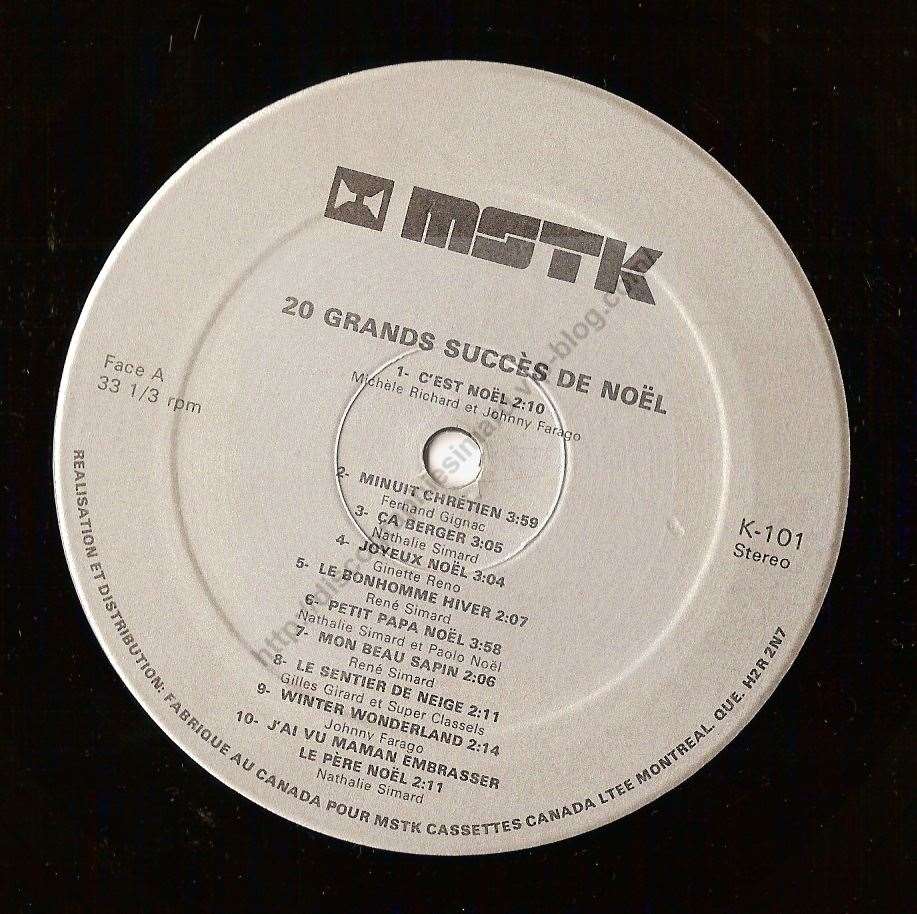 MSTK
20 GRANDS SUCCÈS DE NOËL
Face A
33 1/3 rpm
1- C'EST NOËL 2:10
Michèle Richard et Johnny Farago
2- MINUIT CHRÉTIEN 3:59
Fernand Gignac
3- ÇA BERGER 3:05
Nathalie Simard
4- JOYEUX NOËL 3:04
Ginette Reno
5- LE BONHOMME HIVER 2:07
René Simard
6- PETIT PAPA NOËL 3:58
Nathalie Simard et Paolo Noël
7- MON BEAU SAPIN 2:06
René Simard
8- LE SENTIER DE NEIGE 2:11
Gilles Girard et Super Classels
9- WINTER WONDERLAND 2:14
Johnny Farago
10- J'AI VU MAMAN EMBRASSER
LE PÈRE NOËL 2:11
Nathalie Simard
K-101
Stereo
REALISATION ET DISTRIBUTION: FABRIQUE AU CANADA POUR MSTK CASSETTES CANADA LTEE MONTREAL. QUE. H2R 2N7